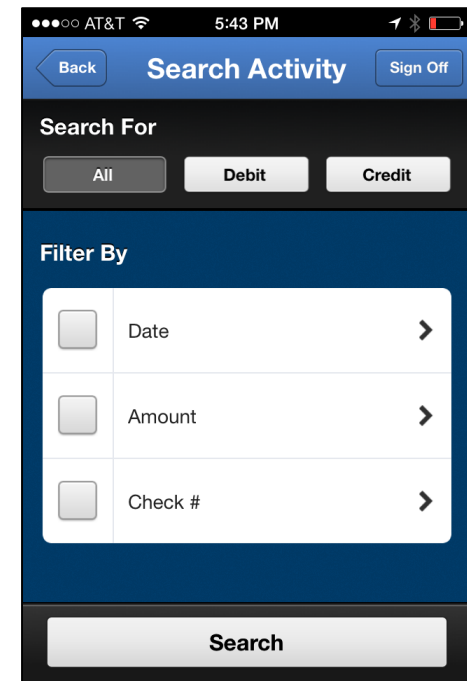 AT&T 5:43 PM
Back Search Activity Sign Off
Search For
All Debit Credit
Filter By
Date
Amount
Check #
Search